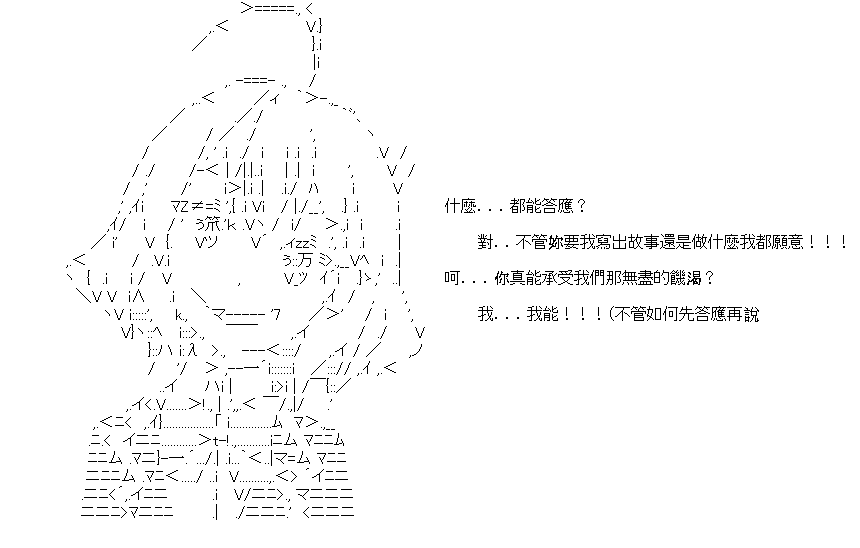 什麼...都能答應？
對..不管妳要我寫出故事還是做什麼我都願意！！！
呵...你真能承受我們那無盡的饑渴？
我...我能！！！(不管如何先答應再說